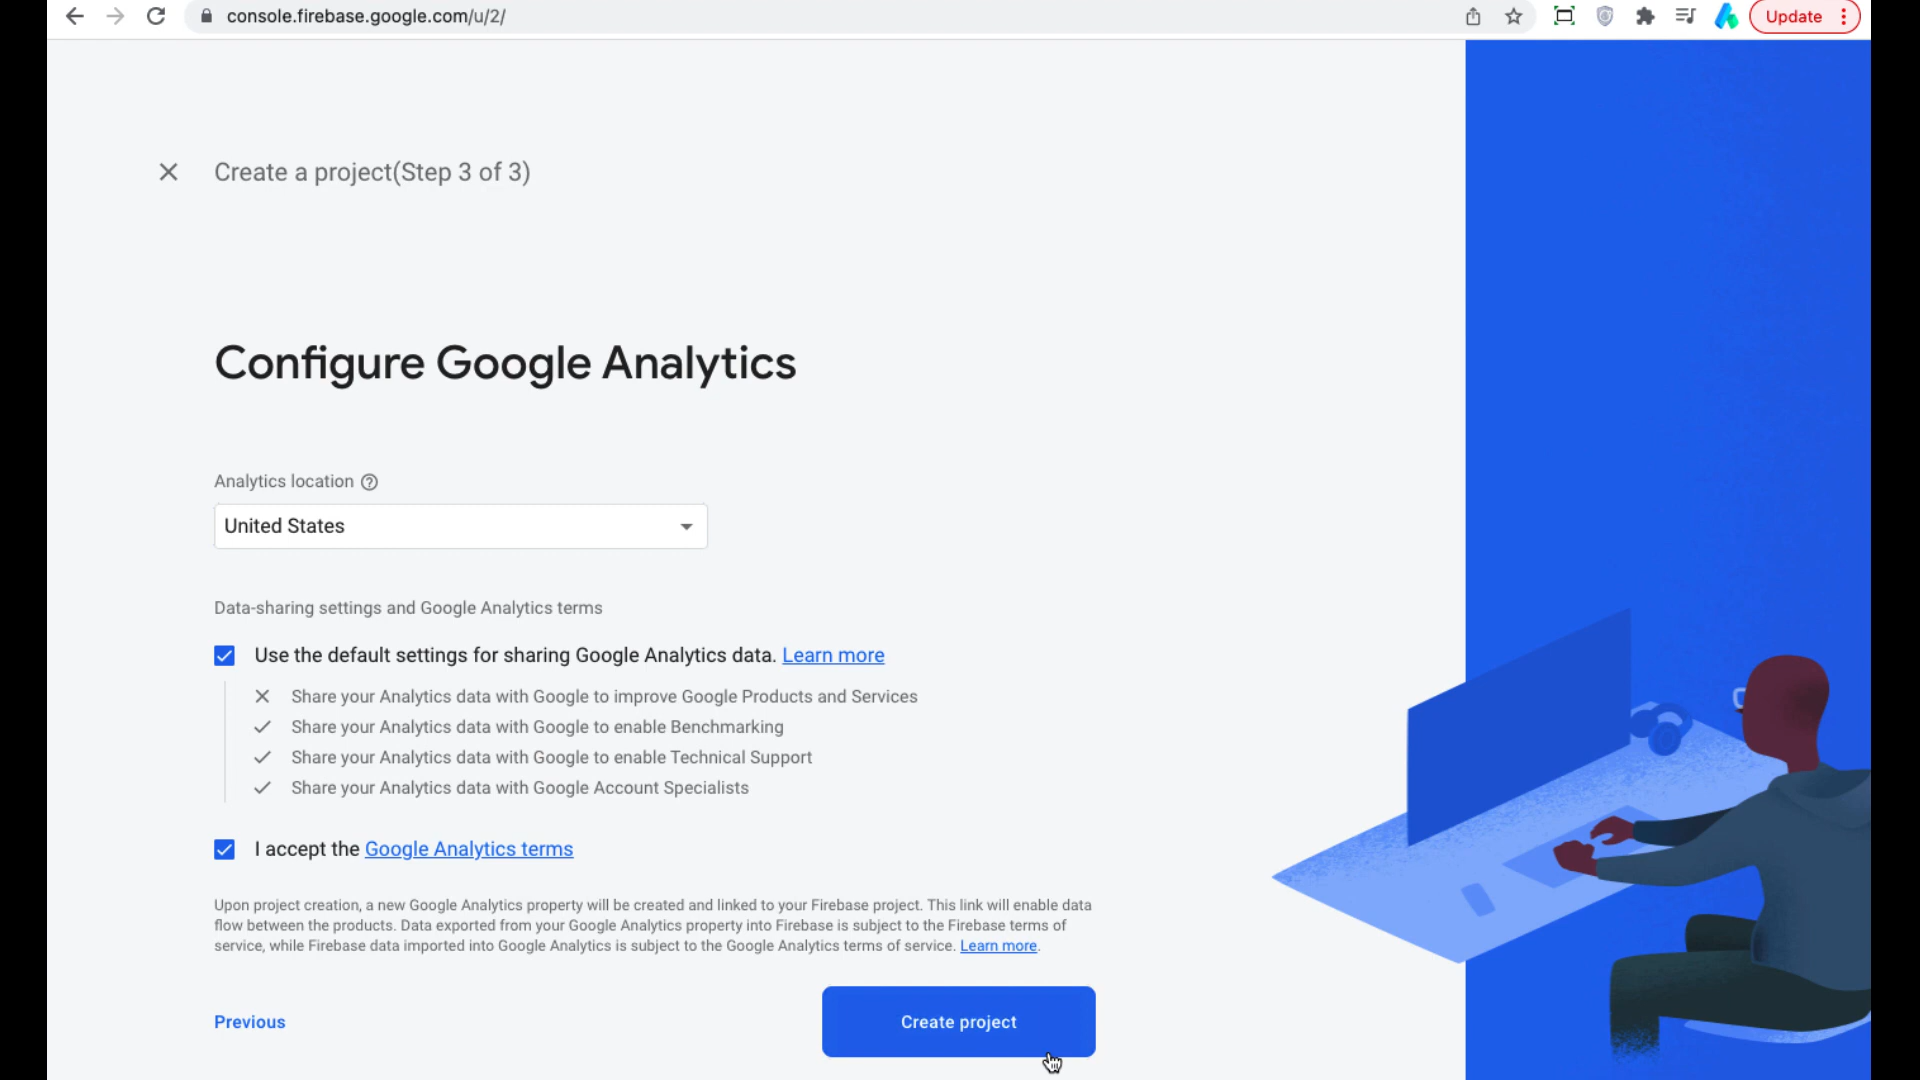 console.firebase.google.com/u/2/
Update
Create a project(Step 3 of 3)
Configure Google Analytics
Analytics location
United States
Data-sharing settings and Google Analytics terms
Use the default settings for sharing Google Analytics data. Learn more
Share your Analytics data with Google to improve Google Products and Services
Share your Analytics data with Google to enable Benchmarking
Share your Analytics data with Google to enable Technical Support
Share your Analytics data with Google Account Specialists
I accept the Google Analytics terms
Upon project creation, a new Google Analytics property will be created and linked to your Firebase project. This link will enable data
flow between the products. Data exported from your Google Analytics property into Firebase is subject to the Firebase terms of
service, while Firebase data imported into Google Analytics is subject to the Google Analytics terms of service. Learn more.
Previous
Create project